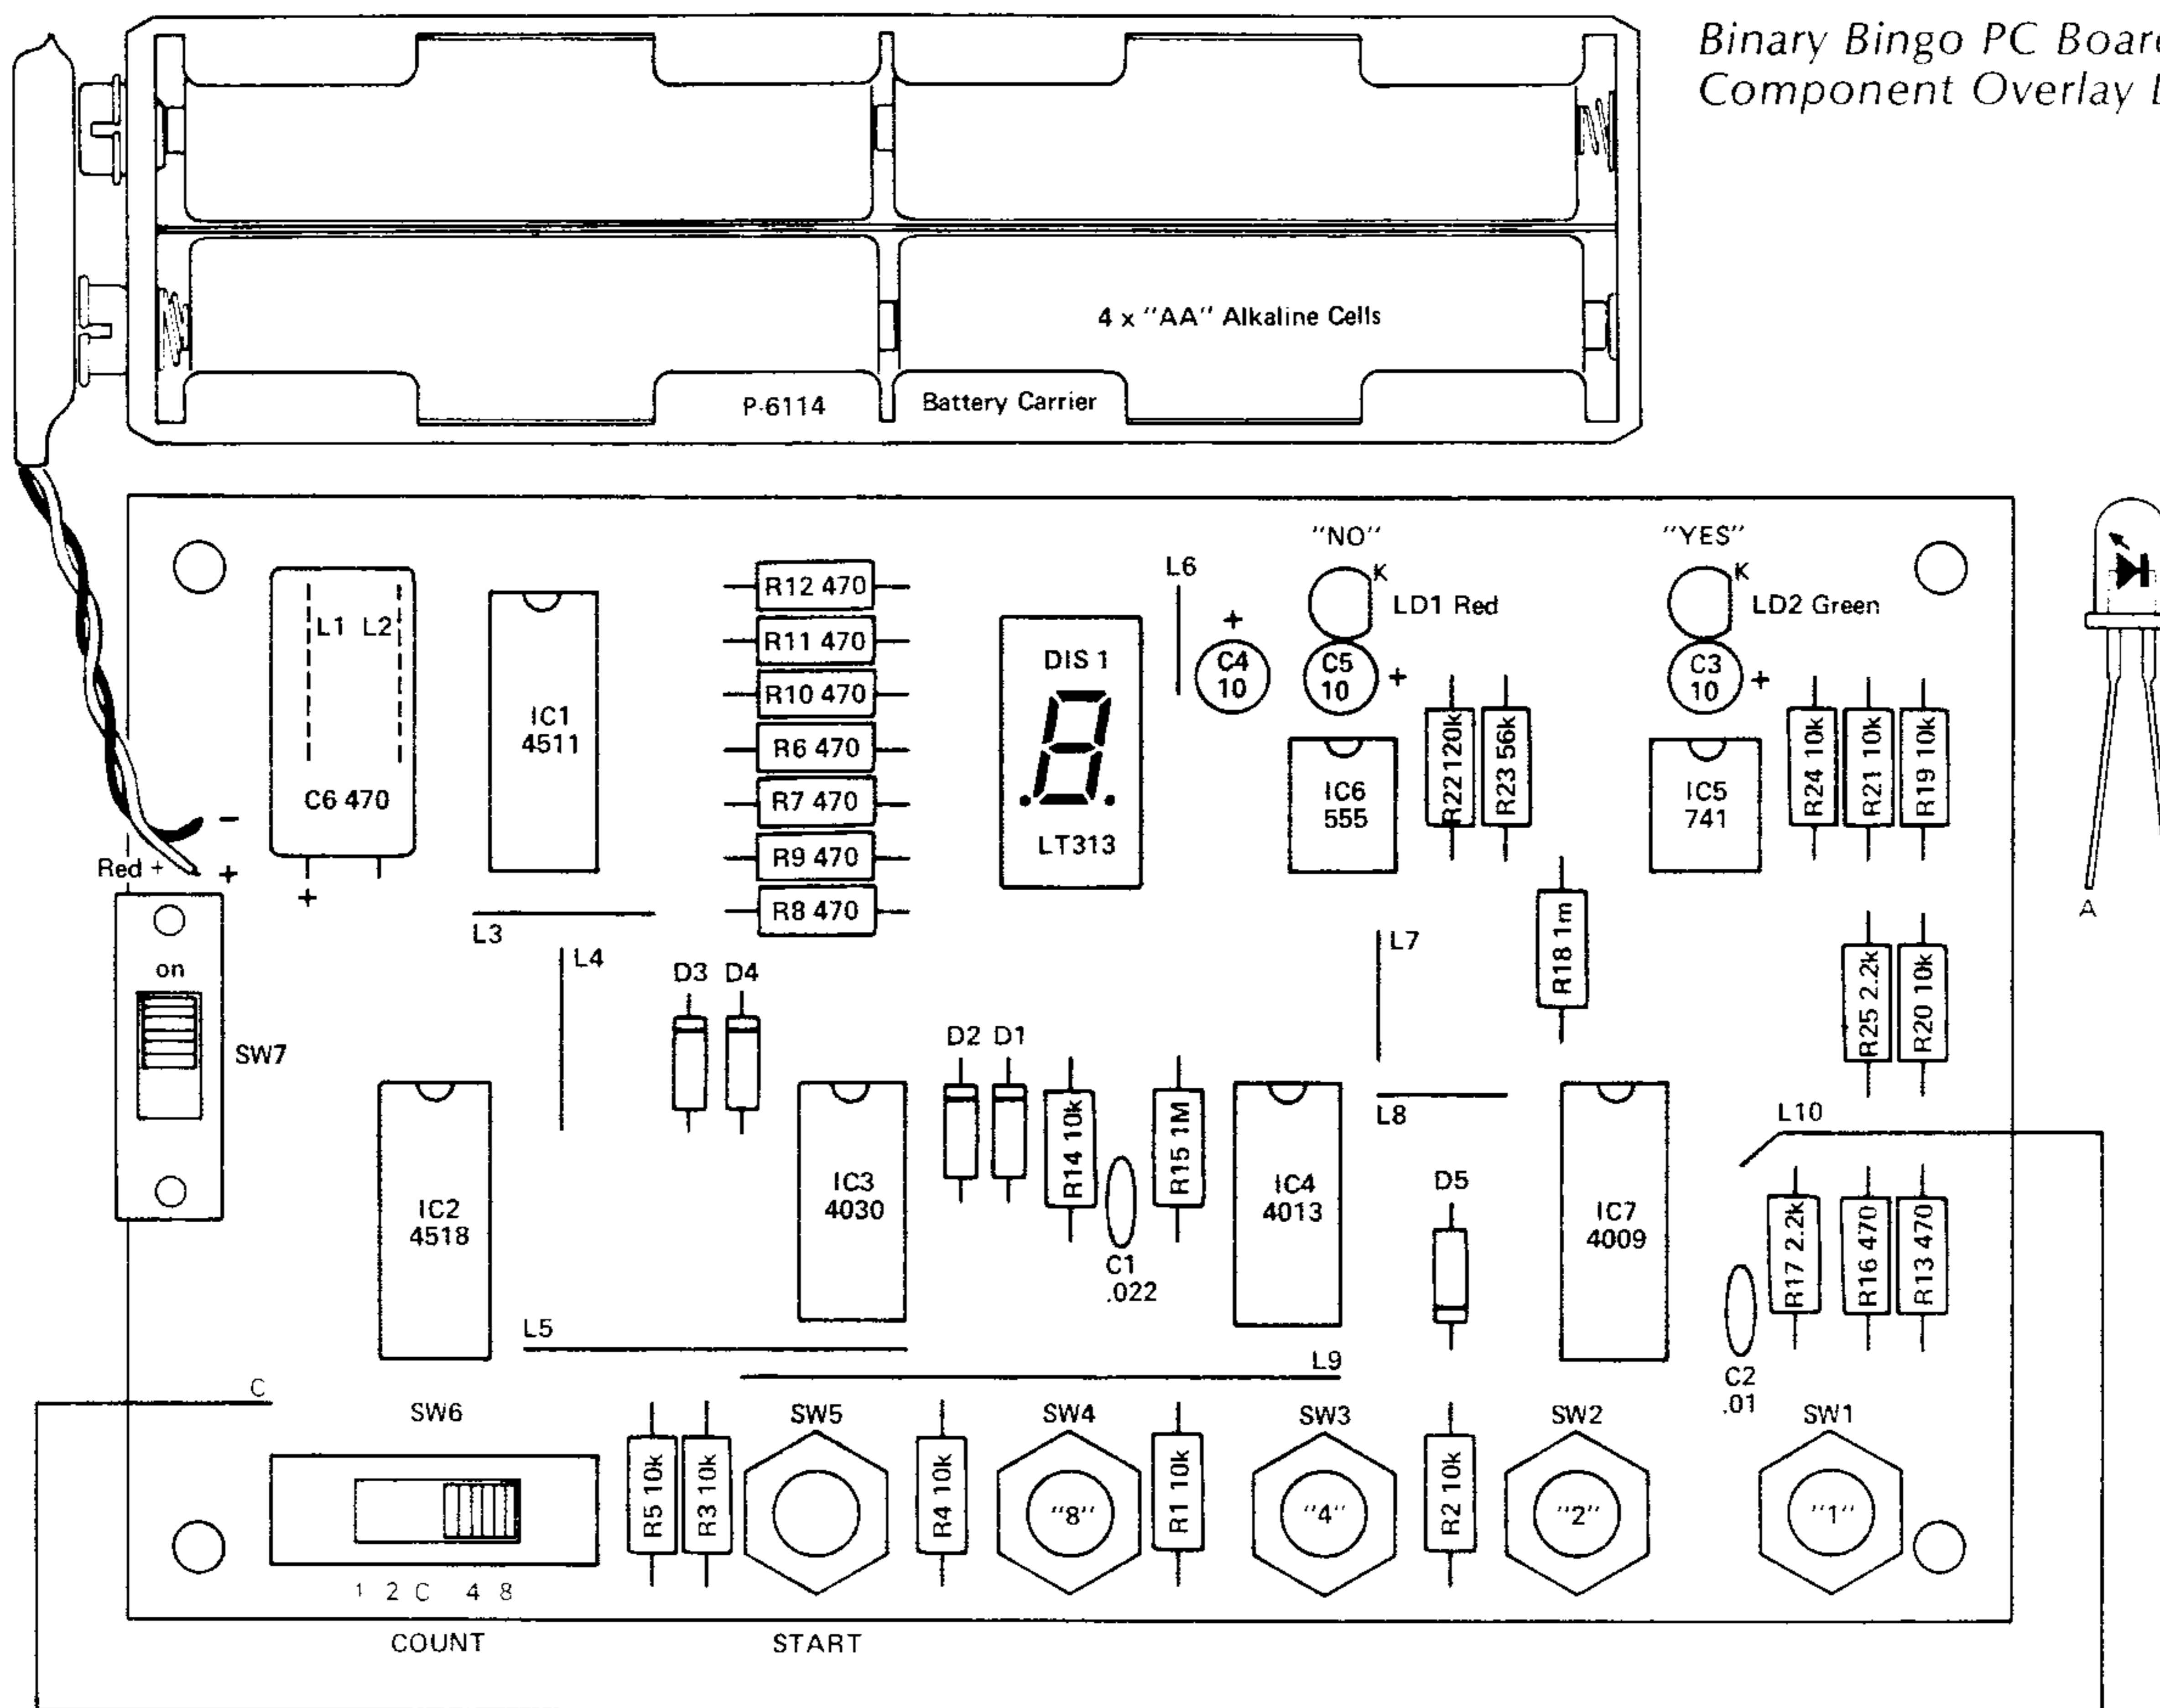 Binary Bingo PC Board
Component Overlay
4 x "AA" Alkaline Cells
P-6114 Battery Carrier
"NO"
"YES"
L6
K
LD1 Red
K
LD2 Green
+
C4
10
C5
10
+
C3
10
+
R12 470
R11 470
R10 470
R6 470
R7 470
R9 470
R8 470
L1 L2
C6 470
+
IC1
4511
DIS 1
LT313
IC6
555
R22 120k
R23 56k
IC5
741
R24 10k
R21 10k
R19 10k
-
Red +
+
A
L3
L4
D3 D4
L7
R18 1m
R25 2.2k
R20 10k
on
SW7
D2 D1
R14 10k
R15 1M
L8
L10
IC2
4518
IC3
4030
C1
.022
IC4
4013
D5
IC7
4009
R17 2.2k
R16 470
R13 470
C2
.01
L5
L9
C
SW6
SW5
SW4
SW3
SW2
SW1
R5 10k
R3 10k
R4 10k
"8"
R1 10k
"4"
R2 10k
"2"
"1"
1 2 C 4 8
COUNT
START